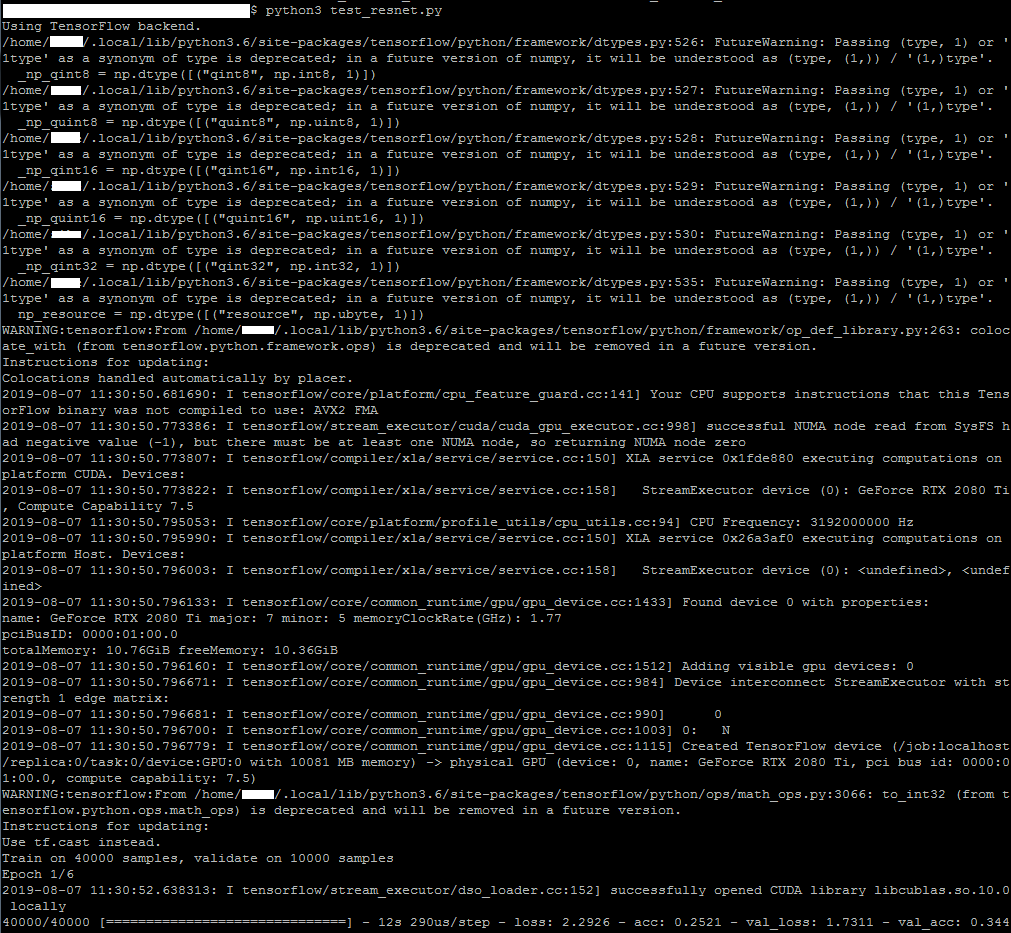 $ python3 test_resnet.py
Using TensorFlow backend.
/home/ /.local/lib/python3.6/site-packages/tensorflow/python/framework/dtypes.py:526: FutureWarning: Passing (type, 1) or '
1type' as a synonym of type is deprecated; in a future version of numpy, it will be understood as (type, (1,)) / '(1,)type'.
  _np_qint8 = np.dtype([("qint8", np.int8, 1)])
/home/ /.local/lib/python3.6/site-packages/tensorflow/python/framework/dtypes.py:527: FutureWarning: Passing (type, 1) or '
1type' as a synonym of type is deprecated; in a future version of numpy, it will be understood as (type, (1,)) / '(1,)type'.
  _np_quint8 = np.dtype([("quint8", np.uint8, 1)])
/home/ /.local/lib/python3.6/site-packages/tensorflow/python/framework/dtypes.py:528: FutureWarning: Passing (type, 1) or '
1type' as a synonym of type is deprecated; in a future version of numpy, it will be understood as (type, (1,)) / '(1,)type'.
  _np_qint16 = np.dtype([("qint16", np.int16, 1)])
/home/ /.local/lib/python3.6/site-packages/tensorflow/python/framework/dtypes.py:529: FutureWarning: Passing (type, 1) or '
1type' as a synonym of type is deprecated; in a future version of numpy, it will be understood as (type, (1,)) / '(1,)type'.
  _np_quint16 = np.dtype([("quint16", np.uint16, 1)])
/home/ /.local/lib/python3.6/site-packages/tensorflow/python/framework/dtypes.py:530: FutureWarning: Passing (type, 1) or '
1type' as a synonym of type is deprecated; in a future version of numpy, it will be understood as (type, (1,)) / '(1,)type'.
  _np_qint32 = np.dtype([("qint32", np.int32, 1)])
/home/ /.local/lib/python3.6/site-packages/tensorflow/python/framework/dtypes.py:535: FutureWarning: Passing (type, 1) or '
1type' as a synonym of type is deprecated; in a future version of numpy, it will be understood as (type, (1,)) / '(1,)type'.
  np_resource = np.dtype([("resource", np.ubyte, 1)])
WARNING:tensorflow:From /home/ /.local/lib/python3.6/site-packages/tensorflow/python/framework/op_def_library.py:263: coloc
ate_with (from tensorflow.python.framework.ops) is deprecated and will be removed in a future version.
Instructions for updating:
Colocations handled automatically by placer.
2019-08-07 11:30:50.681690: I tensorflow/core/platform/cpu_feature_guard.cc:141] Your CPU supports instructions that this Tens
orFlow binary was not compiled to use: AVX2 FMA
2019-08-07 11:30:50.773386: I tensorflow/stream_executor/cuda/cuda_gpu_executor.cc:998] successful NUMA node read from SysFS h
ad negative value (-1), but there must be at least one NUMA node, so returning NUMA node zero
2019-08-07 11:30:50.773807: I tensorflow/compiler/xla/service/service.cc:150] XLA service 0x1fde880 executing computations on
platform CUDA. Devices:
2019-08-07 11:30:50.773822: I tensorflow/compiler/xla/service/service.cc:158]   StreamExecutor device (0): GeForce RTX 2080 Ti
, Compute Capability 7.5
2019-08-07 11:30:50.795053: I tensorflow/core/platform/profile_utils/cpu_utils.cc:94] CPU Frequency: 3192000000 Hz
2019-08-07 11:30:50.795990: I tensorflow/compiler/xla/service/service.cc:150] XLA service 0x26a3af0 executing computations on
platform Host. Devices:
2019-08-07 11:30:50.796003: I tensorflow/compiler/xla/service/service.cc:158]   StreamExecutor device (0): <undefined>, <undef
ined>
2019-08-07 11:30:50.796133: I tensorflow/core/common_runtime/gpu/gpu_device.cc:1433] Found device 0 with properties:
name: GeForce RTX 2080 Ti major: 7 minor: 5 memoryClockRate(GHz): 1.77
pciBusID: 0000:01:00.0
totalMemory: 10.76GiB freeMemory: 10.36GiB
2019-08-07 11:30:50.796160: I tensorflow/core/common_runtime/gpu/gpu_device.cc:1512] Adding visible gpu devices: 0
2019-08-07 11:30:50.796671: I tensorflow/core/common_runtime/gpu/gpu_device.cc:984] Device interconnect StreamExecutor with st
rength 1 edge matrix:
2019-08-07 11:30:50.796681: I tensorflow/core/common_runtime/gpu/gpu_device.cc:990]      0
2019-08-07 11:30:50.796700: I tensorflow/core/common_runtime/gpu/gpu_device.cc:1003] 0:   N
2019-08-07 11:30:50.796779: I tensorflow/core/common_runtime/gpu/gpu_device.cc:1115] Created TensorFlow device (/job:localhost
/replica:0/task:0/device:GPU:0 with 10081 MB memory) -> physical GPU (device: 0, name: GeForce RTX 2080 Ti, pci bus id: 0000:0
1:00.0, compute capability: 7.5)
WARNING:tensorflow:From /home/ /.local/lib/python3.6/site-packages/tensorflow/python/ops/math_ops.py:3066: to_int32 (from t
ensorflow.python.ops.math_ops) is deprecated and will be removed in a future version.
Instructions for updating:
Use tf.cast instead.
Train on 40000 samples, validate on 10000 samples
Epoch 1/6
2019-08-07 11:30:52.638313: I tensorflow/stream_executor/dso_loader.cc:152] successfully opened CUDA library libcublas.so.10.0
 locally
40000/40000 [==============================] - 12s 290us/step - loss: 2.2926 - acc: 0.2521 - val_loss: 1.7311 - val_acc: 0.344